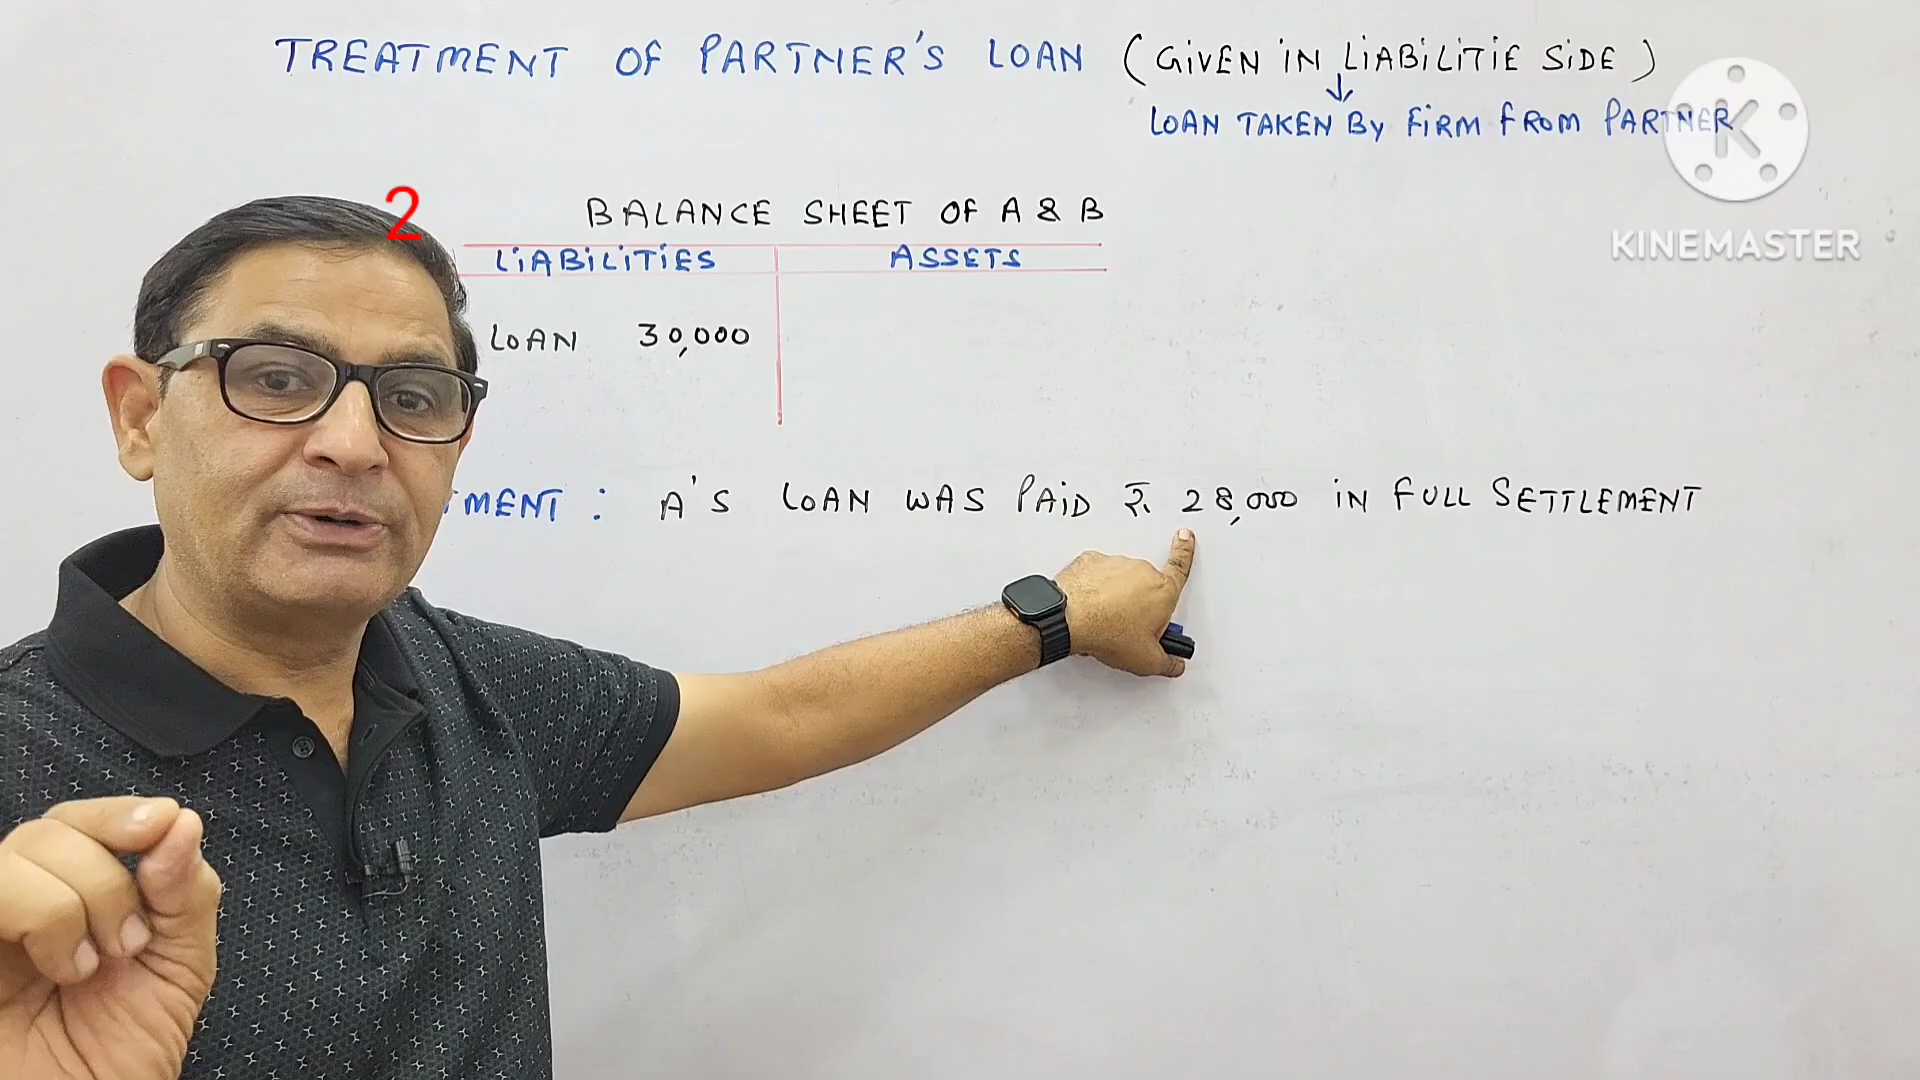 TREATMENT OF PARTNER'S LOAN (GIVEN IN LIABILITIE SIDE)
↓
LOAN TAKEN BY FIRM FROM PARTNER
K
KINEMASTER
2
BALANCE SHEET OF A & B
LIABILITIES ASSETS
LOAN 30,000
TMENT : A'S LOAN WAS PAID ₹. 28,000 IN FULL SETTLEMENT